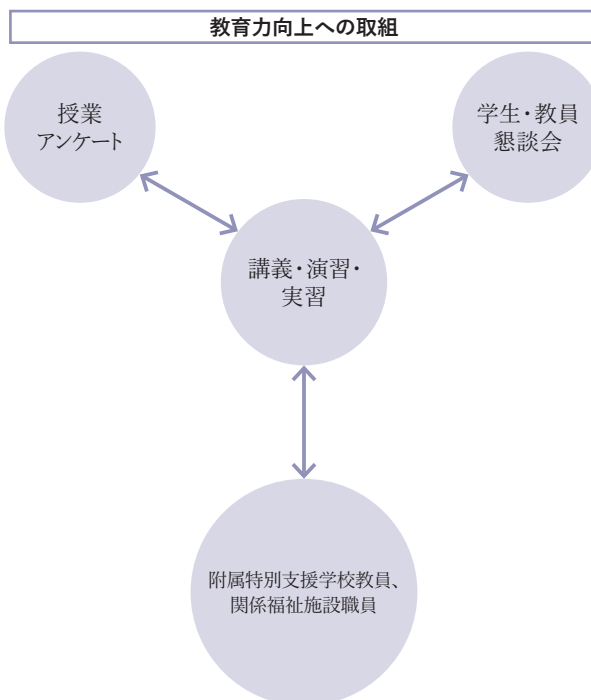 教育力向上への取組
授業
アンケート
学生・教員
懇談会
講義・演習・
実習
附属特別支援学校教員、
関係福祉施設職員